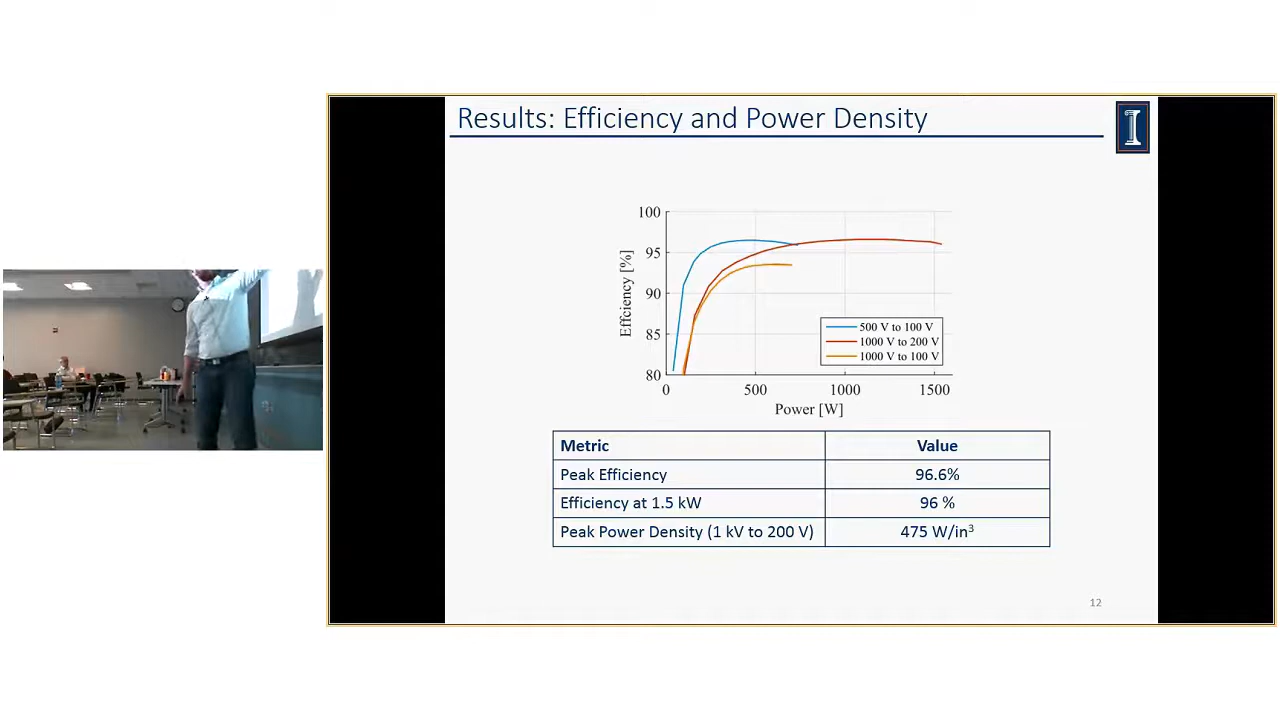 Results: Efficiency and Power Density
I
100
95
90
85
80
Effciency [%]
0 500 1000 1500
Power [W]
500 V to 100 V
1000 V to 200 V
1000 V to 100 V
Metric Value
Peak Efficiency 96.6%
Efficiency at 1.5 kW 96 %
Peak Power Density (1 kV to 200 V) 475 W/in³
12